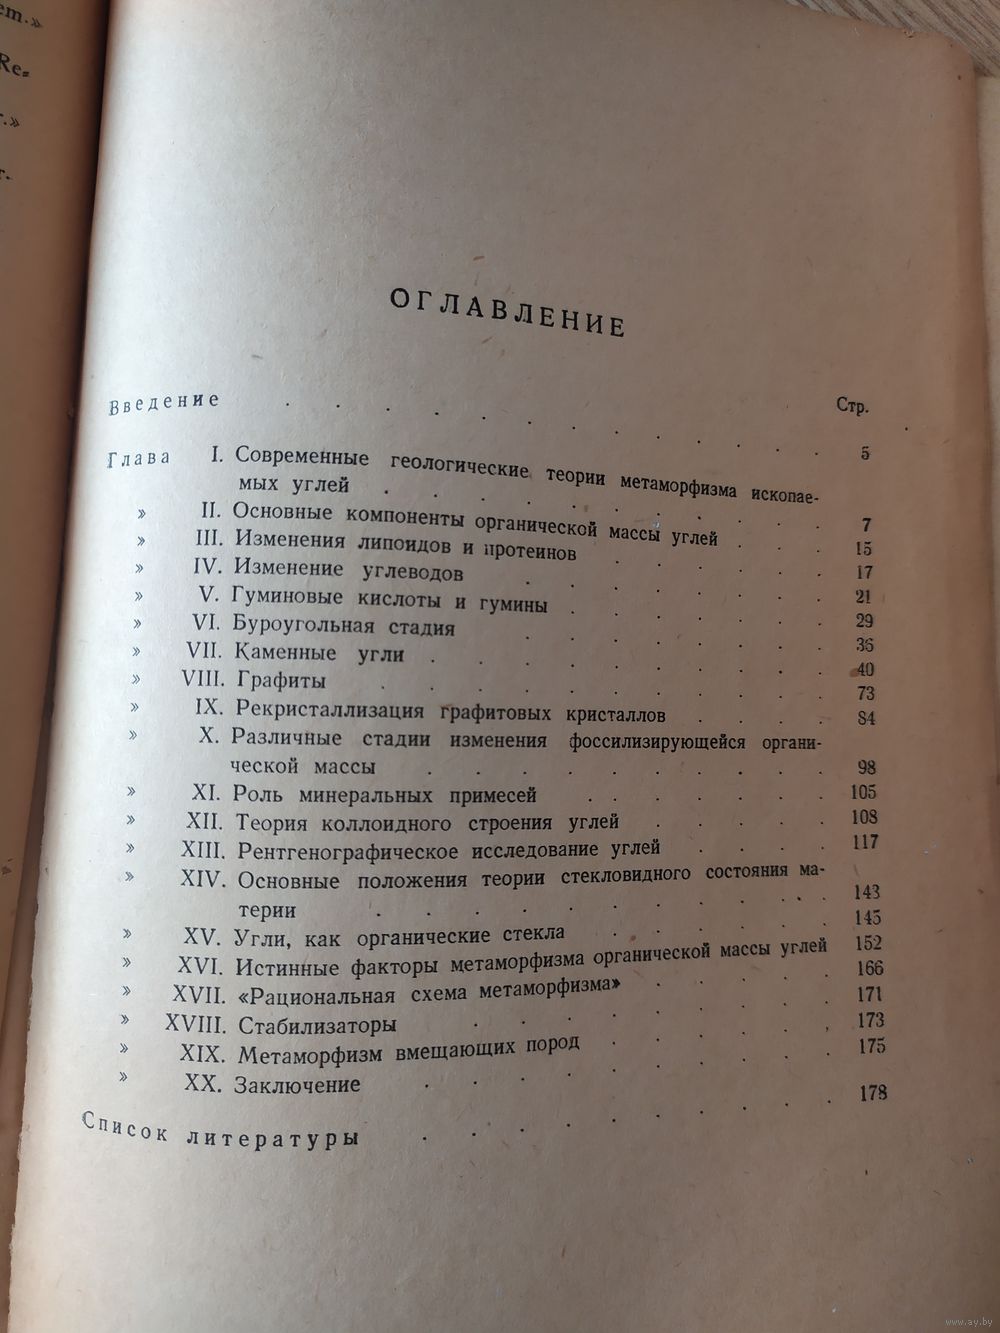 em.»
Re-
г.»
г.
ОГЛАВЛЕНИЕ
Стр.
Введение . . . . . . . . . . . . 5
Глава I. Современные геологические теории метаморфизма ископае-
мых углей . . . . . . . . . 7
» II. Основные компоненты органической массы углей . . . 15
» III. Изменения липоидов и протеинов . . . . . 17
» IV. Изменение углеводов . . . . . . . 21
» V. Гуминовые кислоты и гумины . . . . . . 29
» VI. Буроугольная стадия . . . . . . . 36
» VII. Каменные угли . . . . . . . . . 40
» VIII. Графиты . . . . . . . . . . 73
» IX. Рекристаллизация графитовых кристаллов . . . . 84
» X. Различные стадии изменения фоссилизирующейся органи-
ческой массы . . . . . . . . . 98
» XI. Роль минеральных примесей . . . . . . 105
» XII. Теория коллоидного строения углей . . . . . 108
» XIII. Рентгенографическое исследование углей . . . . 117
» XIV. Основные положения теории стекловидного состояния ма-
терии . . . . . . . . . . 143
» XV. Угли, как органические стекла . . . . . . 145
» XVI. Истинные факторы метаморфизма органической массы углей 152
» XVII. «Рациональная схема метаморфизма» . . . . . 166
» XVIII. Стабилизаторы . . . . . . . . 171
» XIX. Метаморфизм вмещающих пород . . . . . . 173
» XX. Заключение . . . . . . . . . 175
Список литературы . . . . . . . . . 178
www.ay.by